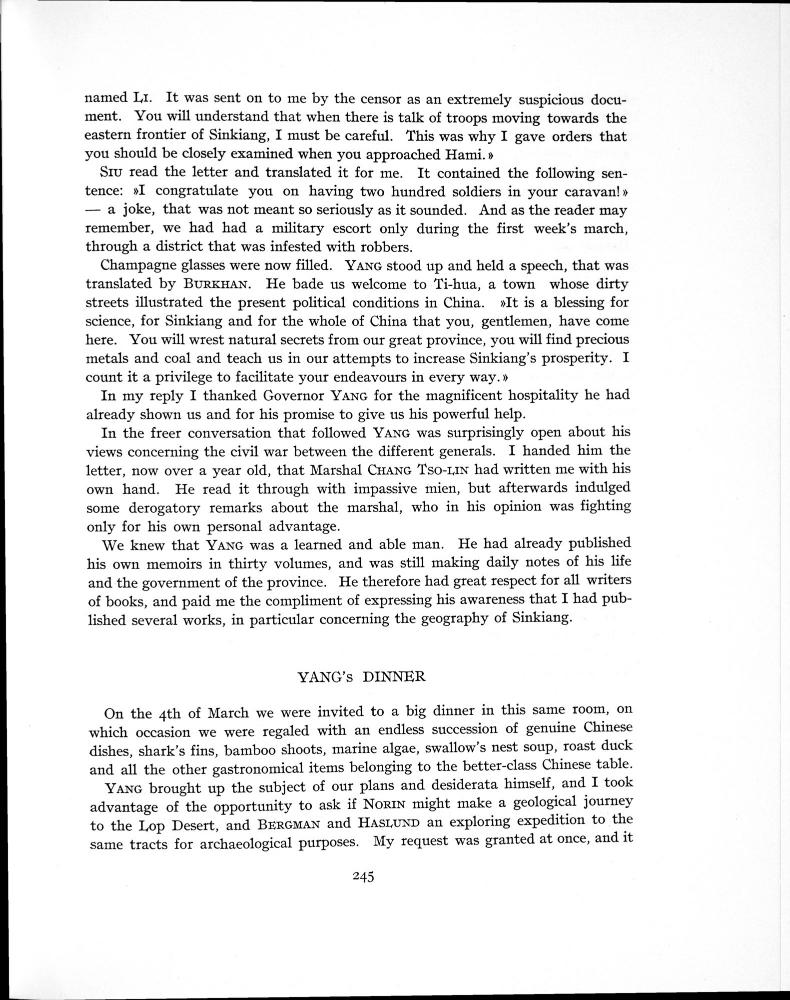 named LI. It was sent on to me by the censor as an extremely suspicious docu-
ment. You will understand that when there is talk of troops moving towards the
eastern frontier of Sinkiang, I must be careful. This was why I gave orders that
you should be closely examined when you approached Hami.»
SIU read the letter and translated it for me. It contained the following sen-
tence: »I congratulate you on having two hundred soldiers in your caravan!»
— a joke, that was not meant so seriously as it sounded. And as the reader may
remember, we had had a military escort only during the first week's march,
through a district that was infested with robbers.
Champagne glasses were now filled. YANG stood up and held a speech, that was
translated by BURKHAN. He bade us welcome to Ti-hua, a town whose dirty
streets illustrated the present political conditions in China. »It is a blessing for
science, for Sinkiang and for the whole of China that you, gentlemen, have come
here. You will wrest natural secrets from our great province, you will find precious
metals and coal and teach us in our attempts to increase Sinkiang's prosperity. I
count it a privilege to facilitate your endeavours in every way.»
In my reply I thanked Governor YANG for the magnificent hospitality he had
already shown us and for his promise to give us his powerful help.
In the freer conversation that followed YANG was surprisingly open about his
views concerning the civil war between the different generals. I handed him the
letter, now over a year old, that Marshal CHANG TSO-LIN had written me with his
own hand. He read it through with impassive mien, but afterwards indulged
some derogatory remarks about the marshal, who in his opinion was fighting
only for his own personal advantage.
We knew that YANG was a learned and able man. He had already published
his own memoirs in thirty volumes, and was still making daily notes of his life
and the government of the province. He therefore had great respect for all writers
of books, and paid me the compliment of expressing his awareness that I had pub-
lished several works, in particular concerning the geography of Sinkiang.
YANG's DINNER
On the 4th of March we were invited to a big dinner in this same room, on
which occasion we were regaled with an endless succession of genuine Chinese
dishes, shark's fins, bamboo shoots, marine algae, swallow's nest soup, roast duck
and all the other gastronomical items belonging to the better-class Chinese table.
YANG brought up the subject of our plans and desiderata himself, and I took
advantage of the opportunity to ask if NORIN might make a geological journey
to the Lop Desert, and BERGMAN and HASLUND an exploring expedition to the
same tracts for archaeological purposes. My request was granted at once, and it
245